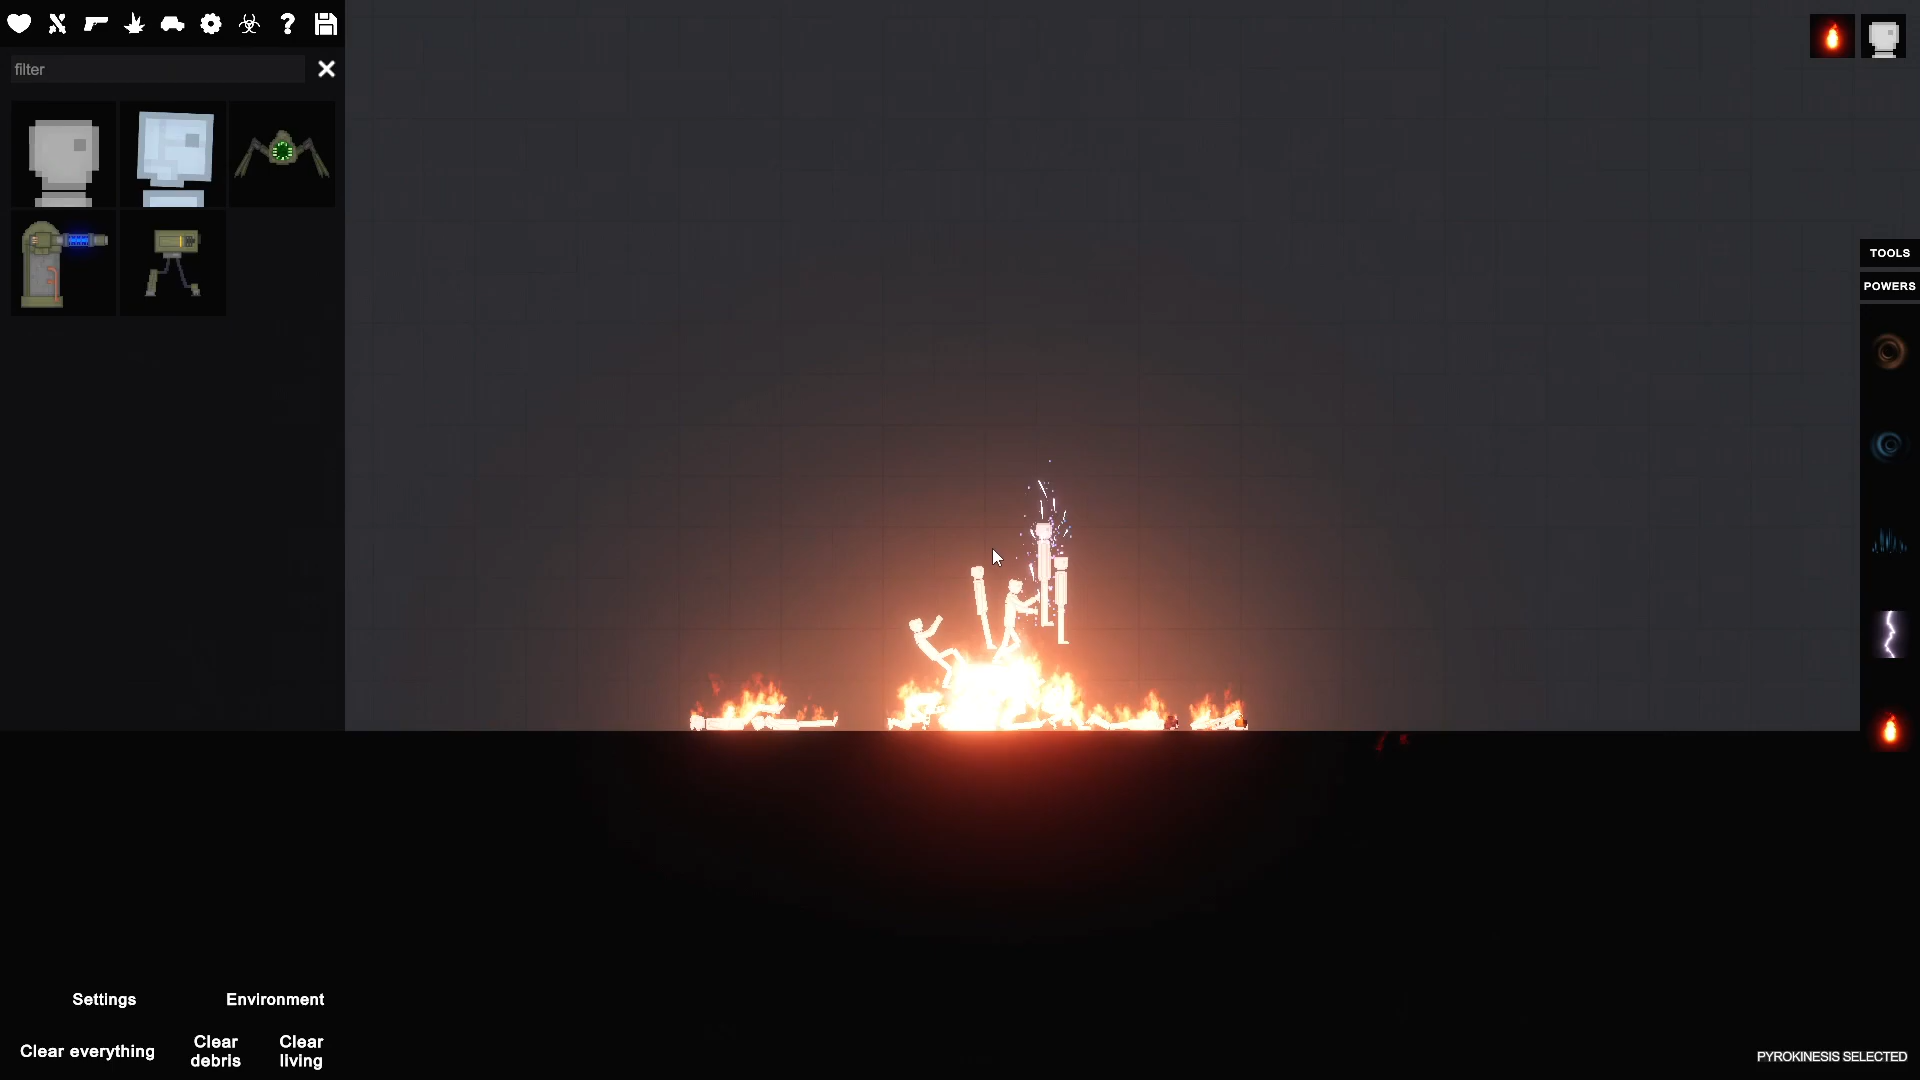 filter
TOOLS
POWERS
Settings
Environment
Clear everything
Clear
debris
Clear
living
PYROKINESIS SELECTED